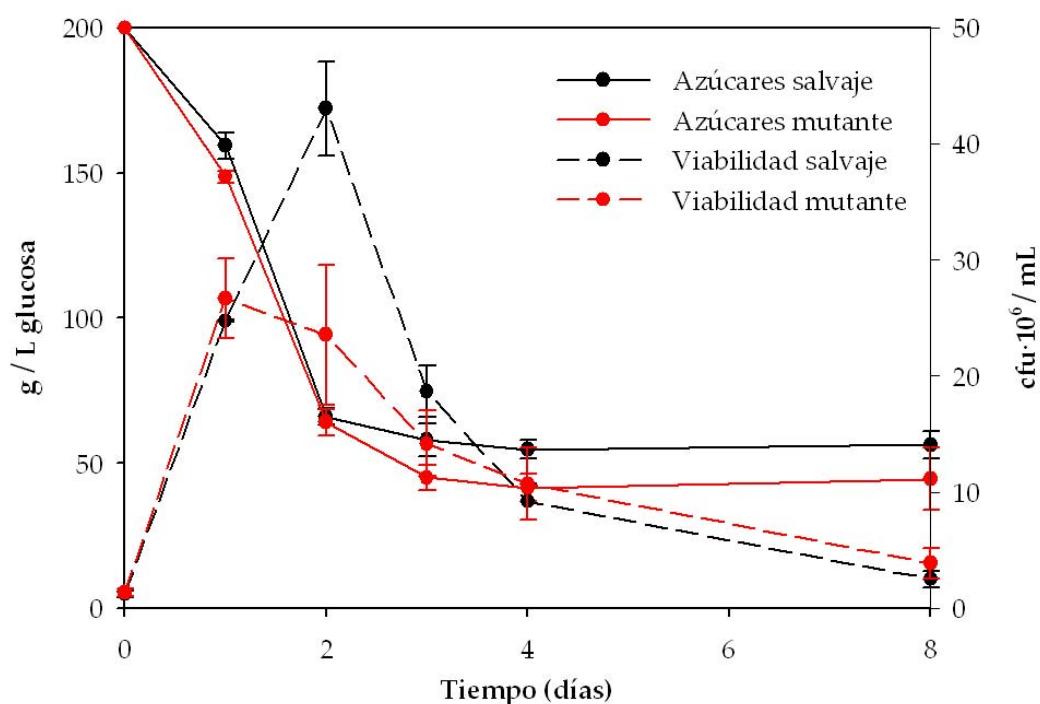 200
150
100
50
0
g / L glucosa
Azúcares salvaje
Azúcares mutante
Viabilidad salvaje
Viabilidad mutante
50
40
30
20
10
0
cfu·10⁶ / mL
0 2 4 6 8
Tiempo (días)